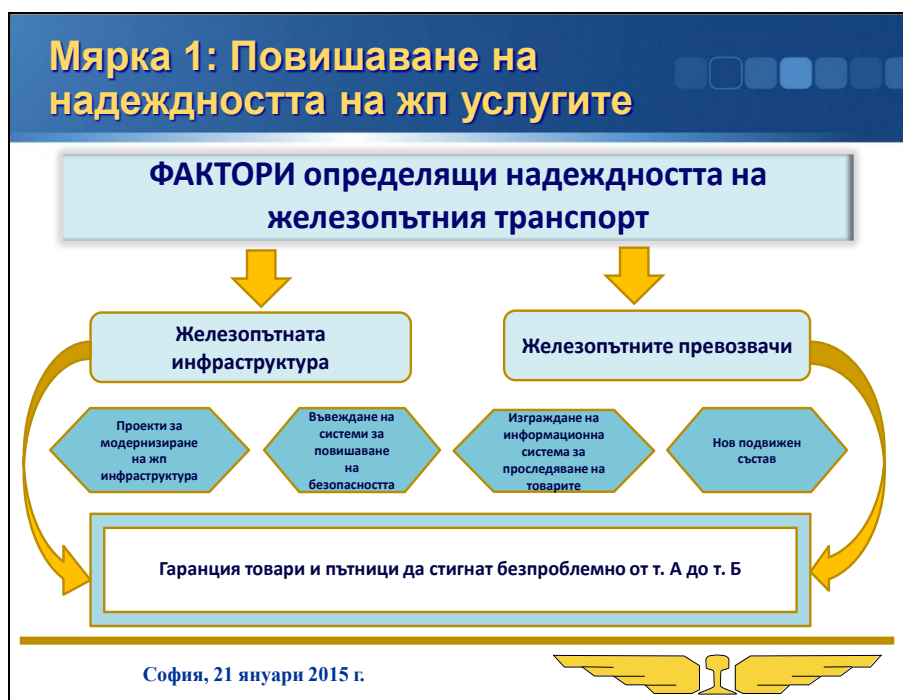 Мярка 1: Повишаване на
надеждността на жп услугите
ФАКТОРИ определящи надеждността на
железопътния транспорт
Железопътната
инфраструктура
Железопътните превозвачи
Проекти за
модернизиране
на жп
инфраструктура
Въвеждане на
системи за
повишаване
на
безопасността
Изграждане на
информационна
система за
проследяване на
товарите
Нов подвижен
състав
Гаранция товари и пътници да стигнат безпроблемно от т. А до т. Б
София, 21 януари 2015 г.